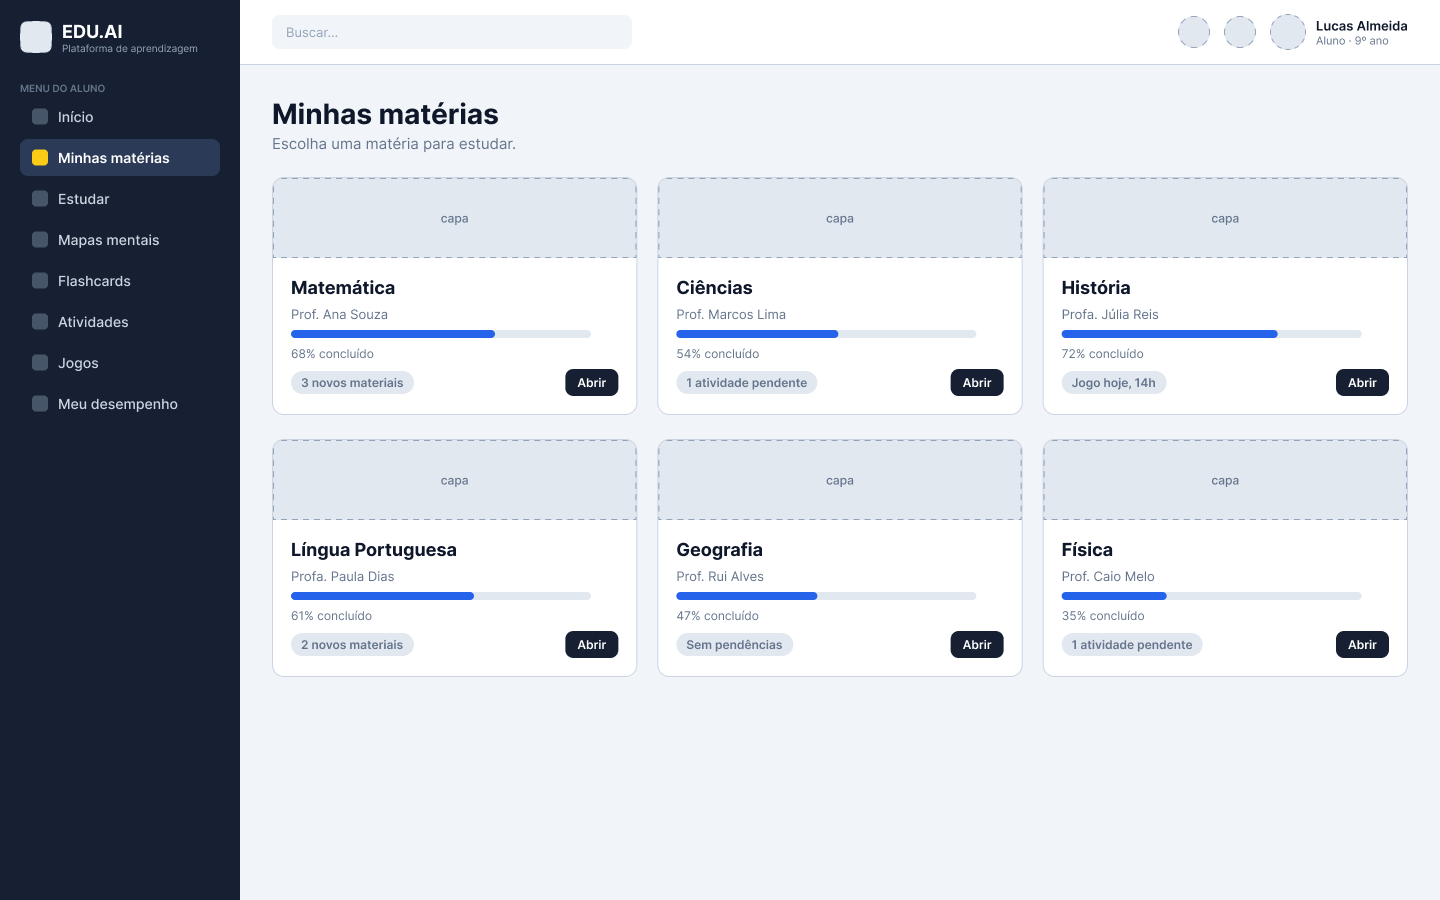 EDU.AI
Plataforma de aprendizagem
MENU DO ALUNO
Início
Minhas matérias
Estudar
Mapas mentais
Flashcards
Atividades
Jogos
Meu desempenho
Buscar...
Lucas Almeida
Aluno · 9º ano
Minhas matérias
Escolha uma matéria para estudar.
capa
Matemática
Prof. Ana Souza
68% concluído
3 novos materiais
Abrir
capa
Ciências
Prof. Marcos Lima
54% concluído
1 atividade pendente
Abrir
capa
História
Profa. Júlia Reis
72% concluído
Jogo hoje, 14h
Abrir
capa
Língua Portuguesa
Profa. Paula Dias
61% concluído
2 novos materiais
Abrir
capa
Geografia
Prof. Rui Alves
47% concluído
Sem pendências
Abrir
capa
Física
Prof. Caio Melo
35% concluído
1 atividade pendente
Abrir